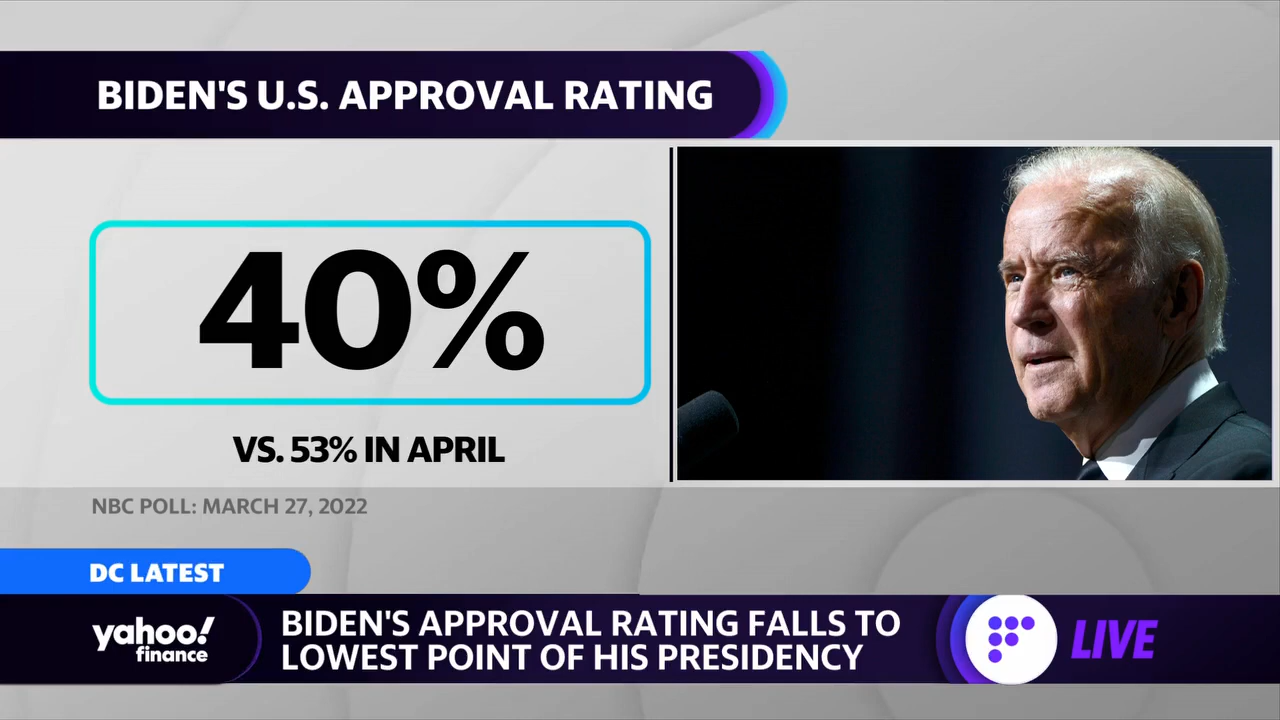 BIDEN'S U.S. APPROVAL RATING
40%
VS. 53% IN APRIL
NBC POLL: MARCH 27, 2022
DC LATEST
yahoo!
finance
BIDEN'S APPROVAL RATING FALLS TO
LOWEST POINT OF HIS PRESIDENCY
LIVE